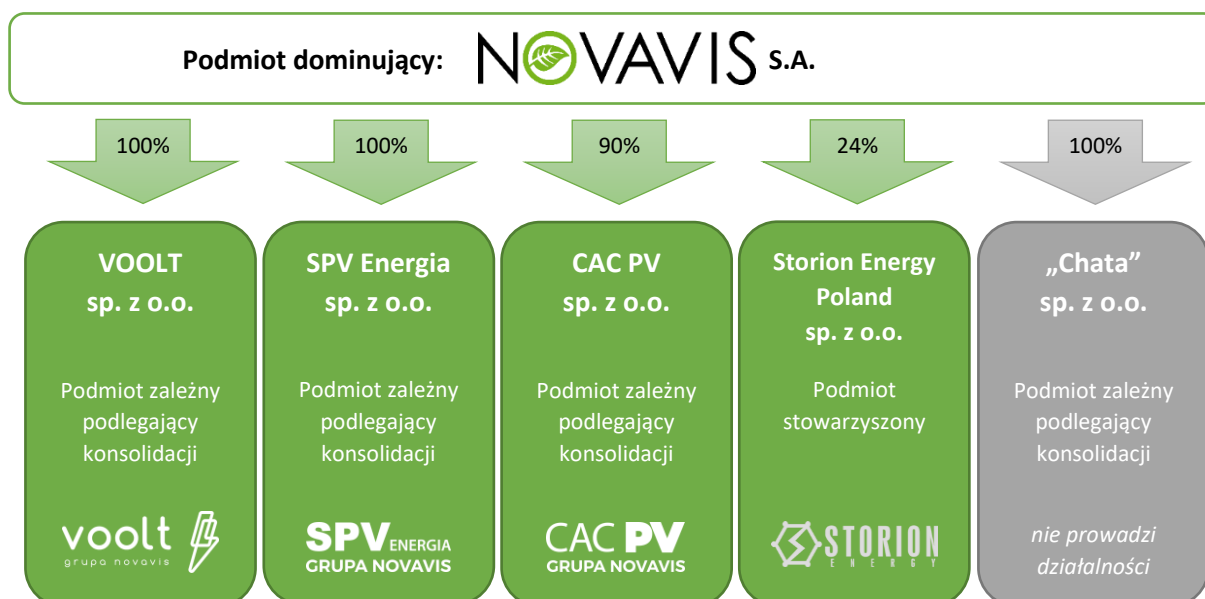 Podmiot dominujący: NOVAVIS S.A.
100%
100%
90%
24%
100%
VOOLT
sp. z o.o.
Podmiot zależny
podlegający
konsolidacji
voolt
grupa novavis
SPV Energia
sp. z o.o.
Podmiot zależny
podlegający
konsolidacji
SPV ENERGIA
GRUPA NOVAVIS
CAC PV
sp. z o.o.
Podmiot zależny
podlegający
konsolidacji
CAC PV
GRUPA NOVAVIS
Storion Energy
Poland
sp. z o.o.
Podmiot
stowarzyszony
STORION
ENERGY
„Chata”
sp. z o.o.
Podmiot zależny
podlegający
konsolidacji
nie prowadzi
działalności